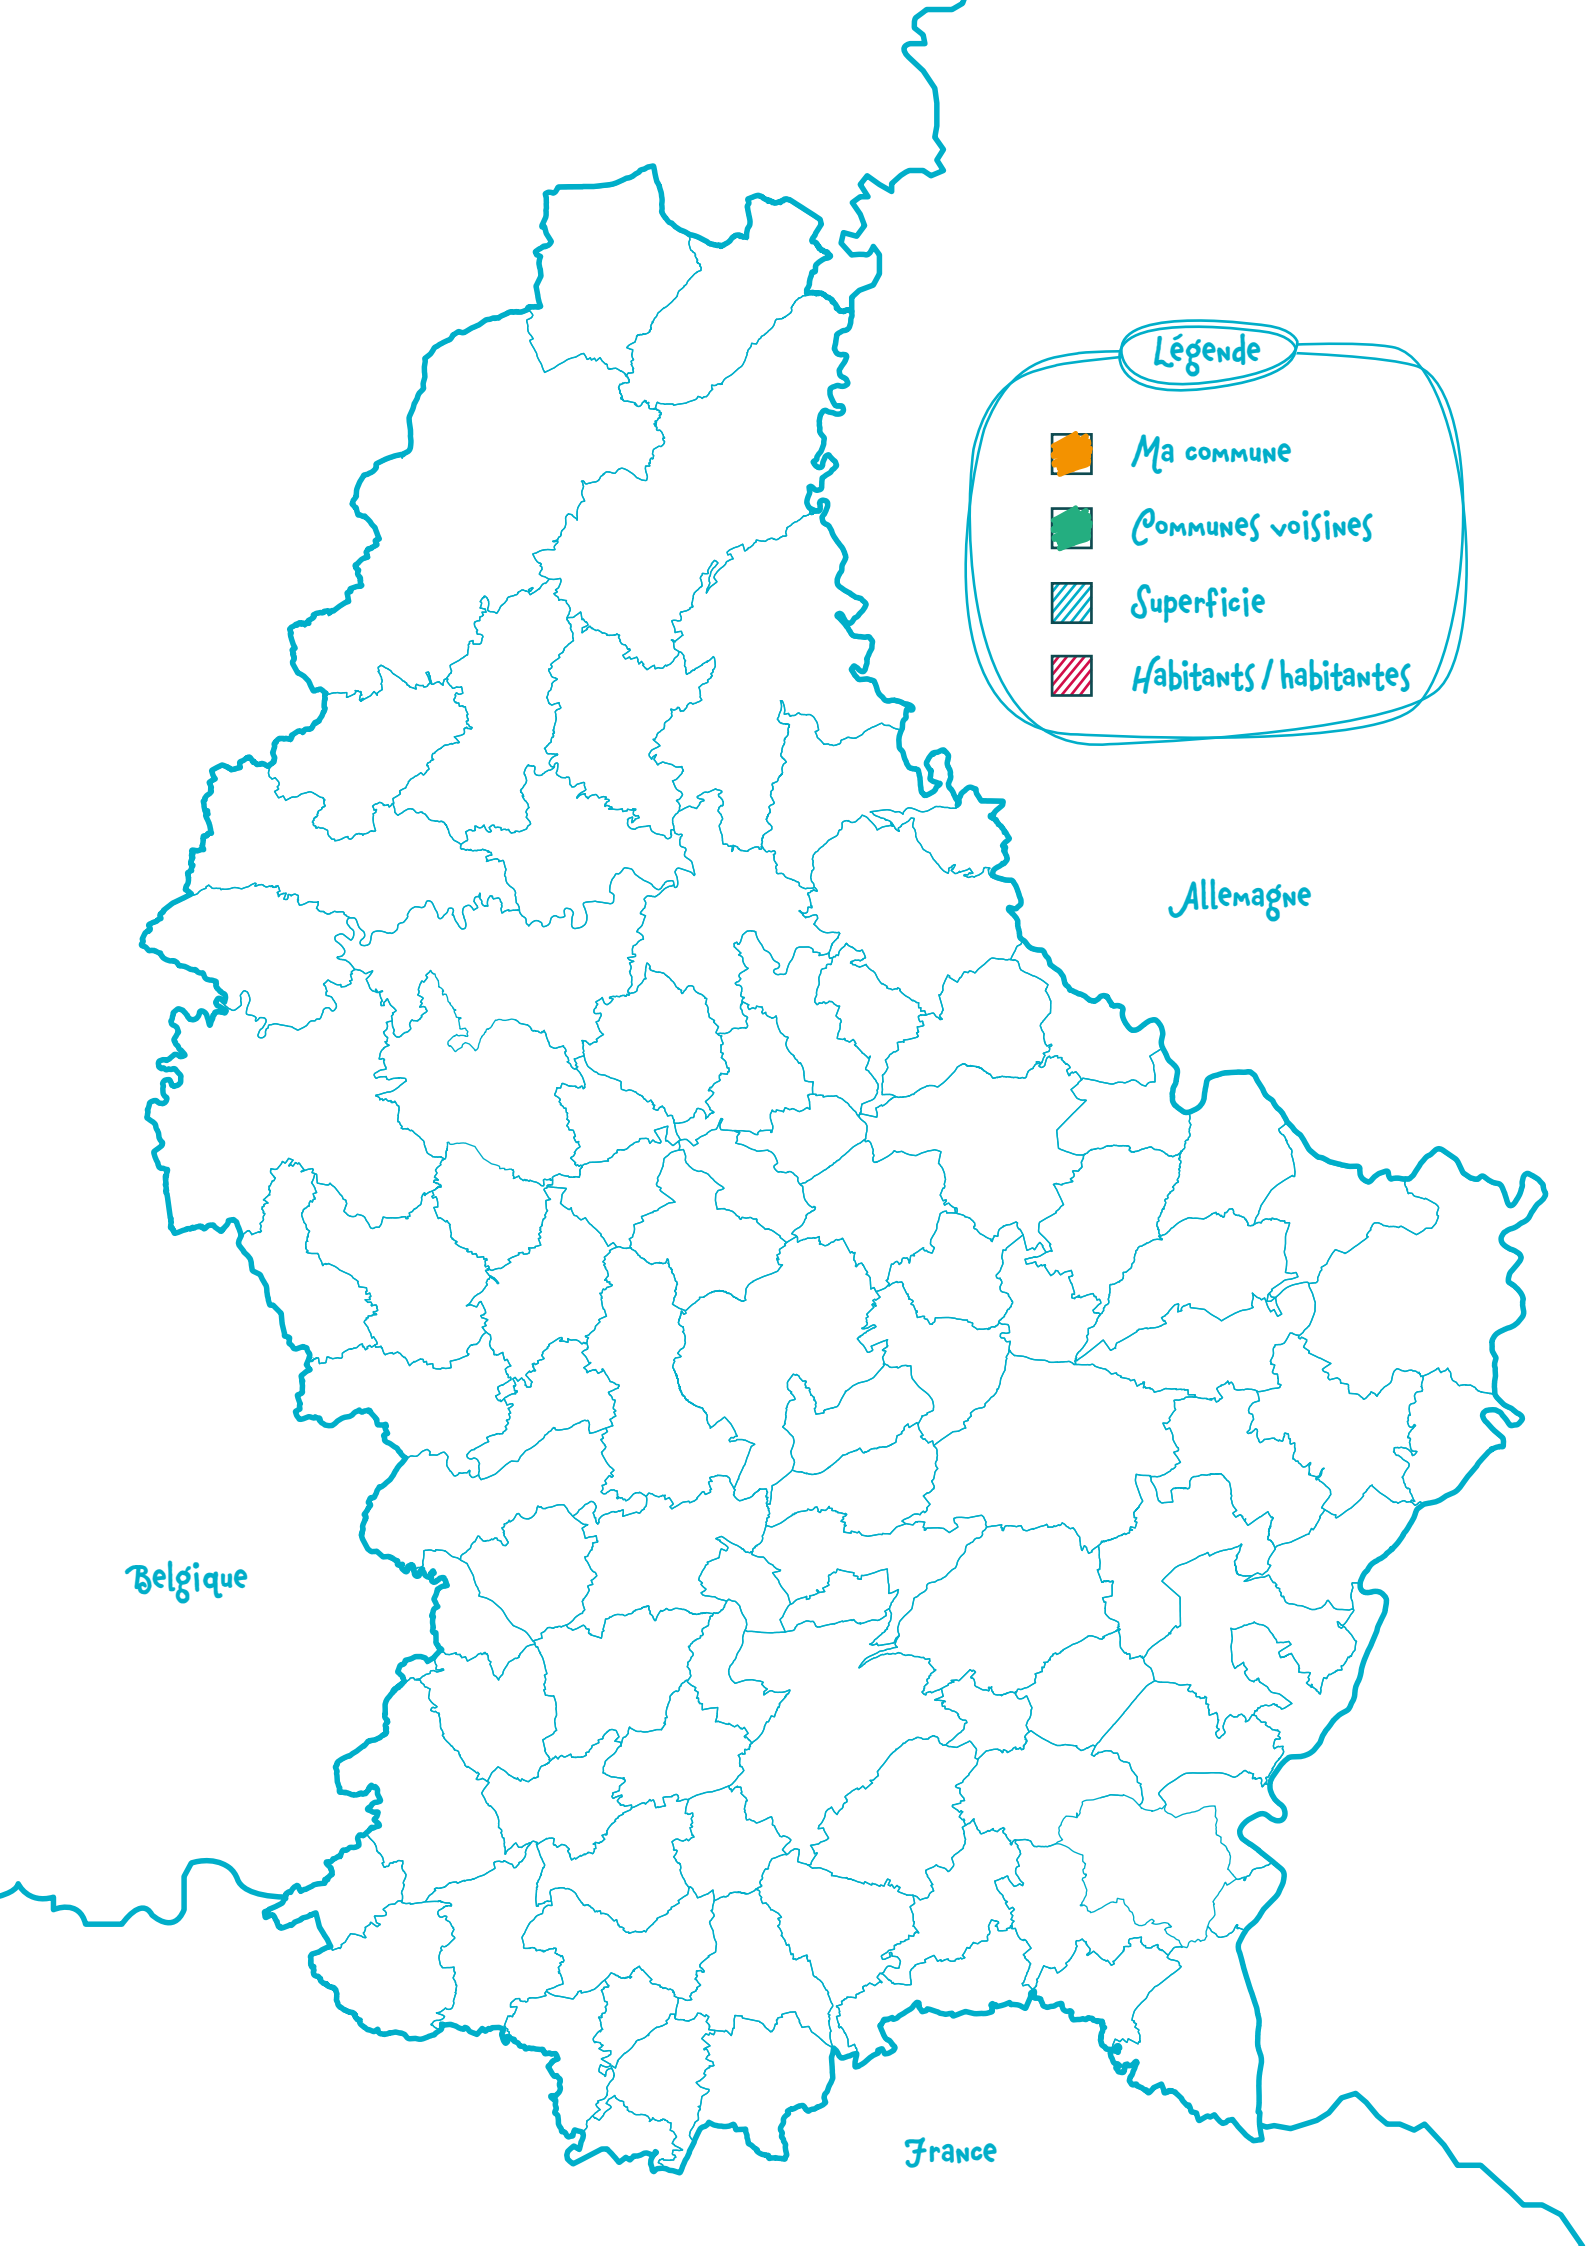 Légende
Ma commune
Communes voisines
Superficie
Habitants / habitantes
Allemagne
Belgique
France